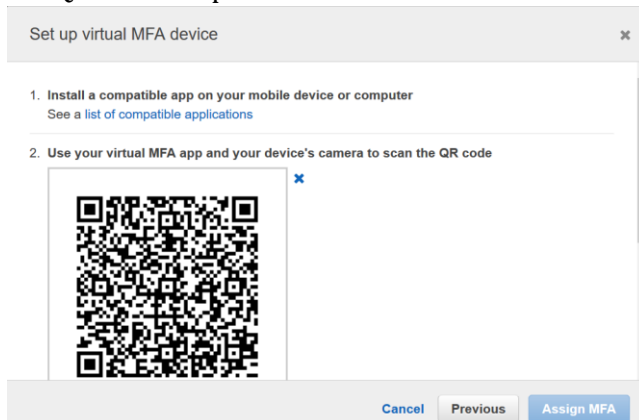 Set up virtual MFA device
1. Install a compatible app on your mobile device or computer
See a list of compatible applications
2. Use your virtual MFA app and your device's camera to scan the QR code
Cancel Previous Assign MFA